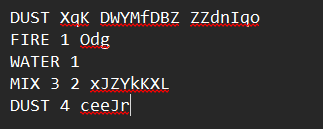 DUST XqK DWYMfDBZ ZZdnIqo
FIRE 1 Odg
WATER 1
MIX 3 2 xJZYkKXL
DUST 4 ceeJr